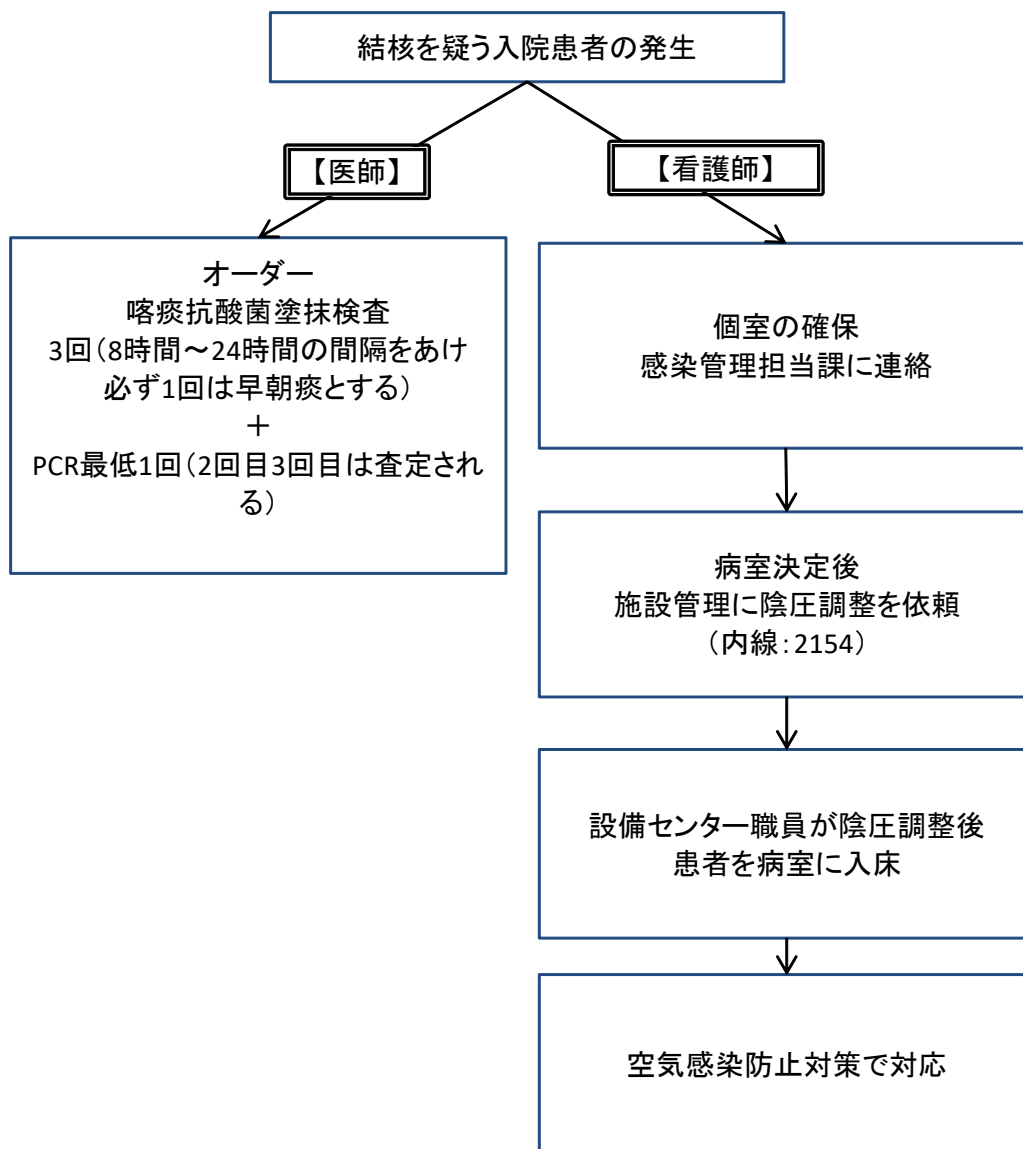 結核を疑う入院患者の発生
【医師】
【看護師】
オーダー
喀痰抗酸菌塗抹検査
3回（8時間～24時間の間隔をあけ
必ず1回は早朝痰とする）
＋
PCR最低1回（2回目3回目は査定され
る）
個室の確保
感染管理担当課に連絡
病室決定後
施設管理に陰圧調整を依頼
（内線：2154）
設備センター職員が陰圧調整後
患者を病室に入床
空気感染防止対策で対応